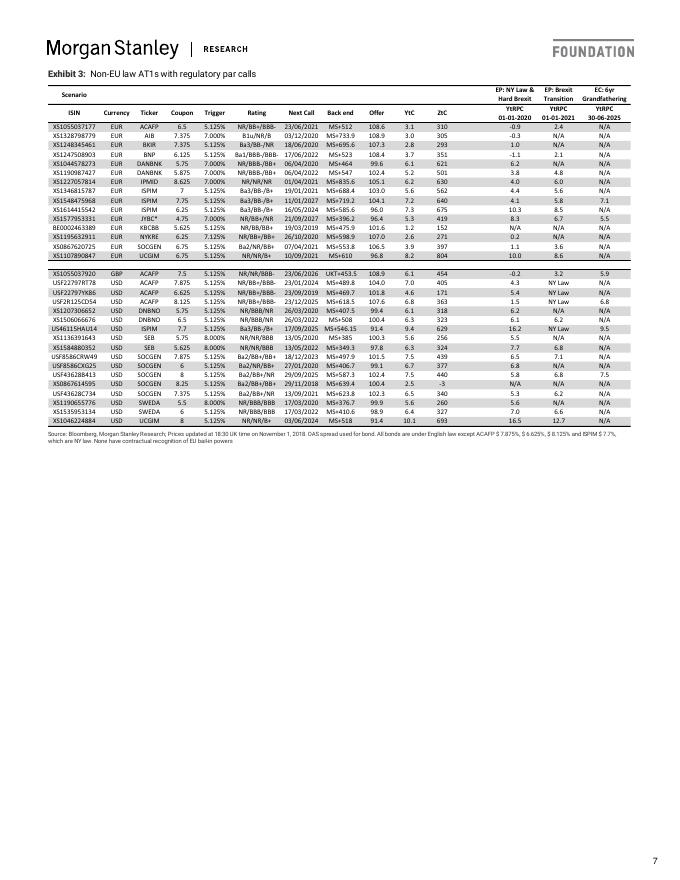 Morgan Stanley | RESEARCH
FOUNDATION
Exhibit 3: Non-EU law AT1s with regulatory par calls
Scenario EP: NY Law & Hard Brexit EP: Brexit Transition EC: 6yr Grandfathering
ISIN Currency Ticker Coupon Trigger Rating Next Call Back end Offer YtC ZtC YtRPC 01-01-2020 YtRPC 01-01-2021 YtRPC 30-06-2025
XS1055037177 EUR ACAFP 6.5 5.125% NR/BB+/BBB- 23/06/2021 MS+512 108.6 3.1 310 -0.9 2.4 N/A
XS1328798779 EUR AIB 7.375 7.000% B1u/NR/B 03/12/2020 MS+733.9 108.9 3.0 305 -0.3 N/A N/A
XS1248345461 EUR BKIR 7.375 5.125% Ba3/BB-/NR 18/06/2020 MS+695.6 107.3 2.8 293 1.0 N/A N/A
XS1247508903 EUR BNP 6.125 5.125% Ba1/BBB-/BBB- 17/06/2022 MS+523 108.4 3.7 351 -1.1 2.1 N/A
XS1044578273 EUR DANBNK 5.75 7.000% NR/BBB-/BB+ 06/04/2020 MS+464 99.6 6.1 621 6.2 N/A N/A
XS1190987427 EUR DANBNK 5.875 7.000% NR/BBB-/BB+ 06/04/2022 MS+547 102.4 5.2 501 3.8 4.8 N/A
XS1227057814 EUR IPMID 8.625 7.000% NR/NR/NR 01/04/2021 MS+835.6 105.1 6.2 630 4.0 6.0 N/A
XS1346815787 EUR ISPIM 7 5.125% Ba3/BB-/B+ 19/01/2021 MS+688.4 103.0 5.6 562 4.4 5.6 N/A
XS1548475968 EUR ISPIM 7.75 5.125% Ba3/BB-/B+ 11/01/2027 MS+719.2 104.1 7.2 640 4.1 5.8 7.1
XS1614415542 EUR ISPIM 6.25 5.125% Ba3/BB-/B+ 16/05/2024 MS+585.6 96.0 7.3 675 10.3 8.5 N/A
XS1577953331 EUR JYBC* 4.75 7.000% NR/BB+/NR 21/09/2027 MS+396.2 96.4 5.3 419 8.3 6.7 5.5
BE0002463389 EUR KBCBB 5.625 5.125% NR/BB/BB+ 19/03/2019 MS+475.9 101.6 1.2 152 N/A N/A N/A
XS1195632911 EUR NYKRE 6.25 7.125% NR/BB+/BB+ 26/10/2020 MS+598.9 107.0 2.6 271 0.2 N/A N/A
XS0867620725 EUR SOCGEN 6.75 5.125% Ba2/NR/BB+ 07/04/2021 MS+553.8 106.5 3.9 397 1.1 3.6 N/A
XS1107890847 EUR UCGIM 6.75 5.125% NR/NR/B+ 10/09/2021 MS+610 96.8 8.2 804 10.0 8.6 N/A
XS1055037920 GBP ACAFP 7.5 5.125% NR/NR/BBB- 23/06/2026 UKT+453.5 108.9 6.1 454 -0.2 3.2 5.9
USF22797RT78 USD ACAFP 7.875 5.125% NR/BB+/BBB- 23/01/2024 MS+489.8 104.0 7.0 405 4.3 NY Law N/A
USF22797YK86 USD ACAFP 6.625 5.125% NR/BB+/BBB- 23/09/2019 MS+469.7 101.8 4.6 171 5.4 NY Law N/A
USF2R125CD54 USD ACAFP 8.125 5.125% NR/BB+/BBB- 23/12/2025 MS+618.5 107.6 6.8 363 1.5 NY Law 6.8
XS1207306652 USD DNBNO 5.75 5.125% NR/BBB/NR 26/03/2020 MS+407.5 99.4 6.1 318 6.2 N/A N/A
XS1506066676 USD DNBNO 6.5 5.125% NR/BBB/NR 26/03/2022 MS+508 100.4 6.3 323 6.1 6.2 N/A
US46115HAU14 USD ISPIM 7.7 5.125% Ba3/BB-/B+ 17/09/2025 MS+546.15 91.4 9.4 629 16.2 NY Law 9.5
XS1136391643 USD SEB 5.75 8.000% NR/NR/BBB 13/05/2020 MS+385 100.3 5.6 256 5.5 N/A N/A
XS1584880352 USD SEB 5.625 8.000% NR/NR/BBB 13/05/2022 MS+349.3 97.8 6.3 324 7.7 6.8 N/A
USF8586CRW49 USD SOCGEN 7.875 5.125% Ba2/BB+/BB+ 18/12/2023 MS+497.9 101.5 7.5 439 6.5 7.1 N/A
USF8586CXG25 USD SOCGEN 6 5.125% Ba2/NR/BB+ 27/01/2020 MS+406.7 99.1 6.7 377 6.8 N/A N/A
USF43628B413 USD SOCGEN 8 5.125% Ba2/BB+/NR 29/09/2025 MS+587.3 102.4 7.5 440 5.8 6.8 7.5
XS0867614595 USD SOCGEN 8.25 5.125% Ba2/BB+/BB+ 29/11/2018 MS+639.4 100.4 2.5 -3 N/A N/A N/A
USF43628C734 USD SOCGEN 7.375 5.125% Ba2/BB+/NR 13/09/2021 MS+623.8 102.3 6.5 340 5.3 6.2 N/A
XS1190655776 USD SWEDA 5.5 8.000% NR/BBB/BBB 17/03/2020 MS+376.7 99.9 5.6 260 5.6 N/A N/A
XS1535953134 USD SWEDA 6 8.000% NR/BBB/BBB 17/03/2022 MS+410.6 98.9 6.4 327 7.0 6.6 N/A
XS1046224884 USD UCGIM 8 5.125% NR/NR/B+ 03/06/2024 MS+518 91.4 10.1 693 16.5 12.7 N/A
Source: Bloomberg, Morgan Stanley Research; Prices updated at 18:30 UK time on November 1, 2018. OAS spread used for bond. All bonds are under English law except ACAFP $ 7.875%, $ 6.625%, $ 8.125% and ISPIM $ 7.7%,
which are NY law. None have contractual recognition of EU bail-in powers
7